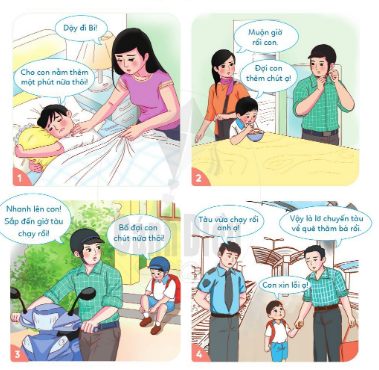 Dậy đi Bi!
Cha con nằm thêm
một phút nữa thôi!
1
Muộn giờ
rồi con.
Đợi con
thêm chút ạ!
2
Nhanh lên con!
Sắp đến giờ tàu
chạy rồi!
Bố đợi con
chút nữa thôi!
3
Tàu vừa chạy rồi
anh ạ!
Vậy là lỡ chuyến tàu
về quê thăm bà rồi.
Con xin lỗi ạ!
4